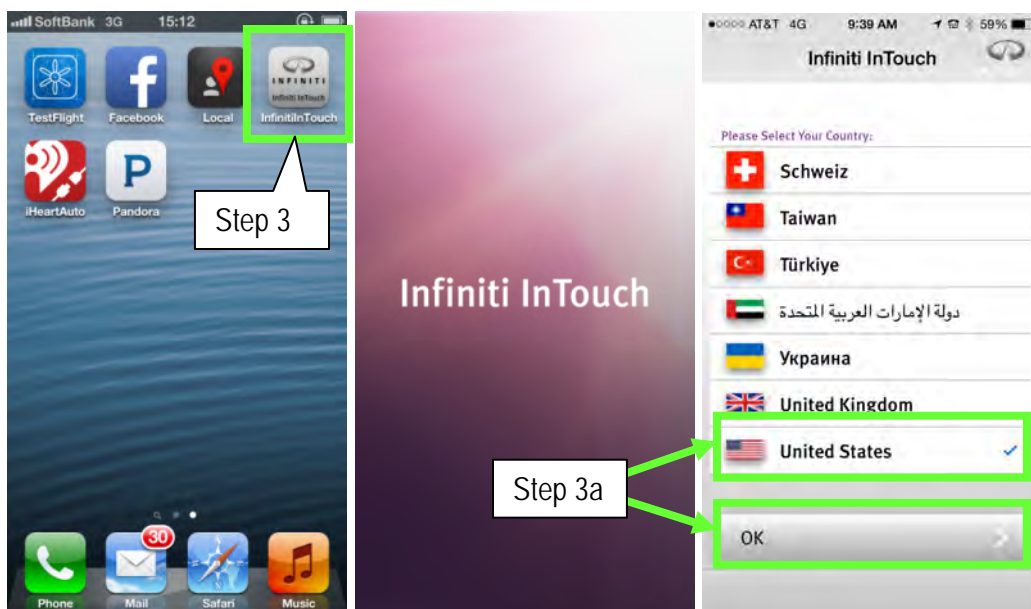 SoftBank 3G 15:12
INFINITI
Infiniti InTouch
TestFlight Facebook Local InfinitiInTouch
P
iHeartAuto Pandora
Step 3
30
Phone Mail Safari Music
Infiniti InTouch
Step 3a
AT&T 4G 9:39 AM 59%
Infiniti InTouch
Please Select Your Country:
Schweiz
Taiwan
Türkiye
دولة الإمارات العربية المتحدة
Україна
United Kingdom
United States
OK